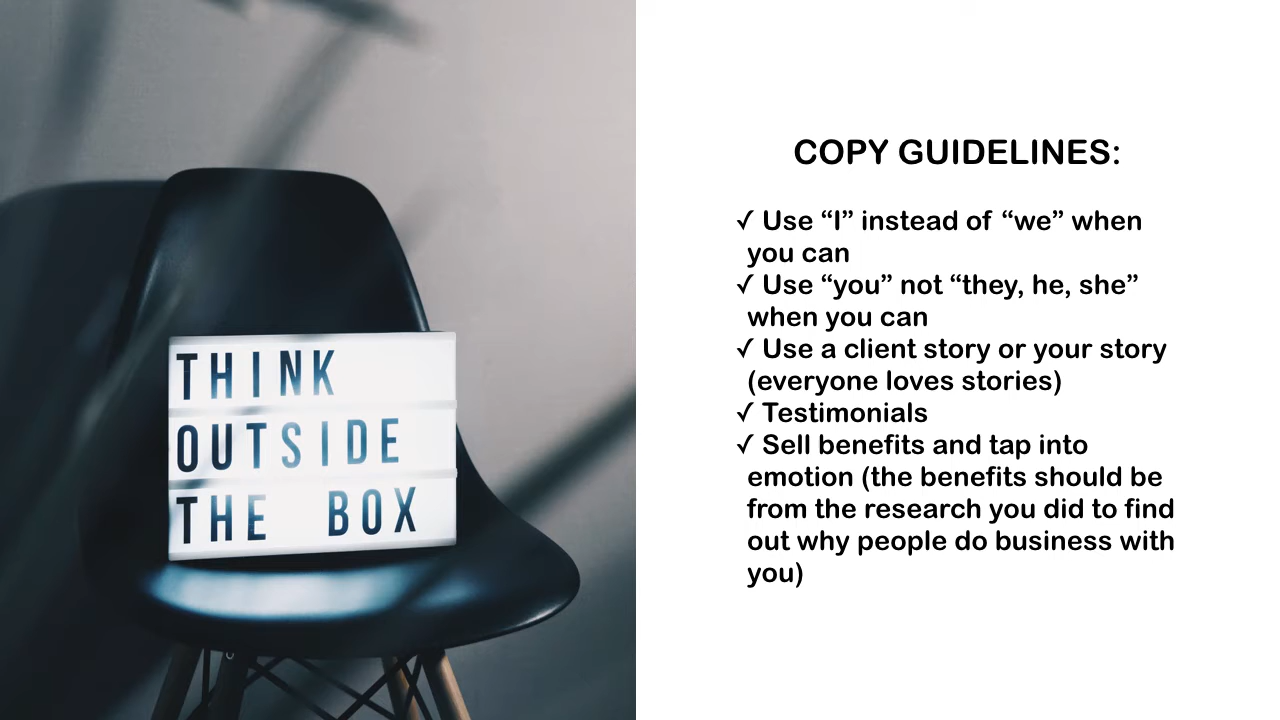 THINK
OUTSIDE
THE BOX
COPY GUIDELINES:
✓ Use “I” instead of “we” when
you can
✓ Use “you” not “they, he, she”
when you can
✓ Use a client story or your story
(everyone loves stories)
✓ Testimonials
✓ Sell benefits and tap into
emotion (the benefits should be
from the research you did to find
out why people do business with
you)